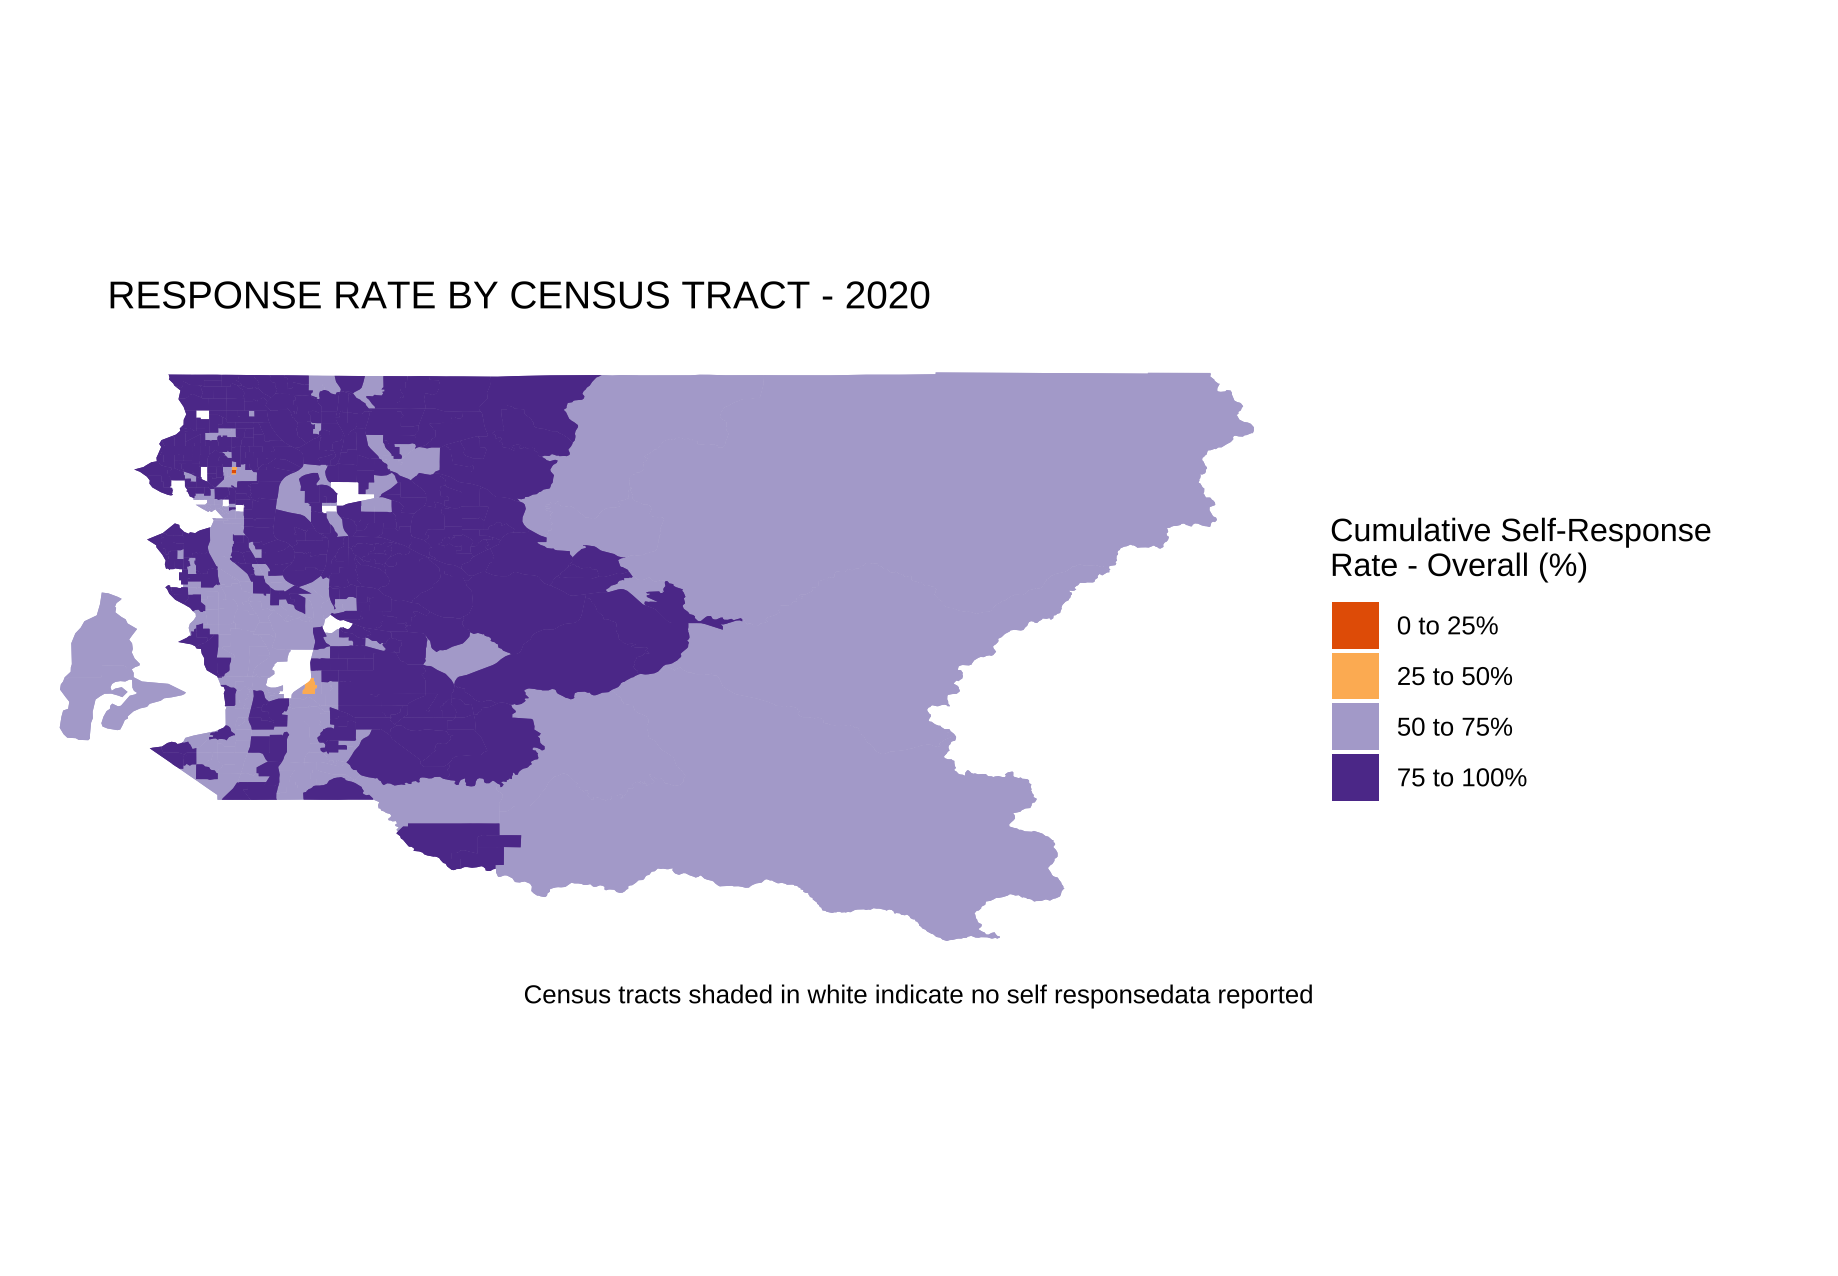 RESPONSE RATE BY CENSUS TRACT - 2020
Cumulative Self-Response
Rate - Overall (%)
0 to 25%
25 to 50%
50 to 75%
75 to 100%
Census tracts shaded in white indicate no self responsedata reported